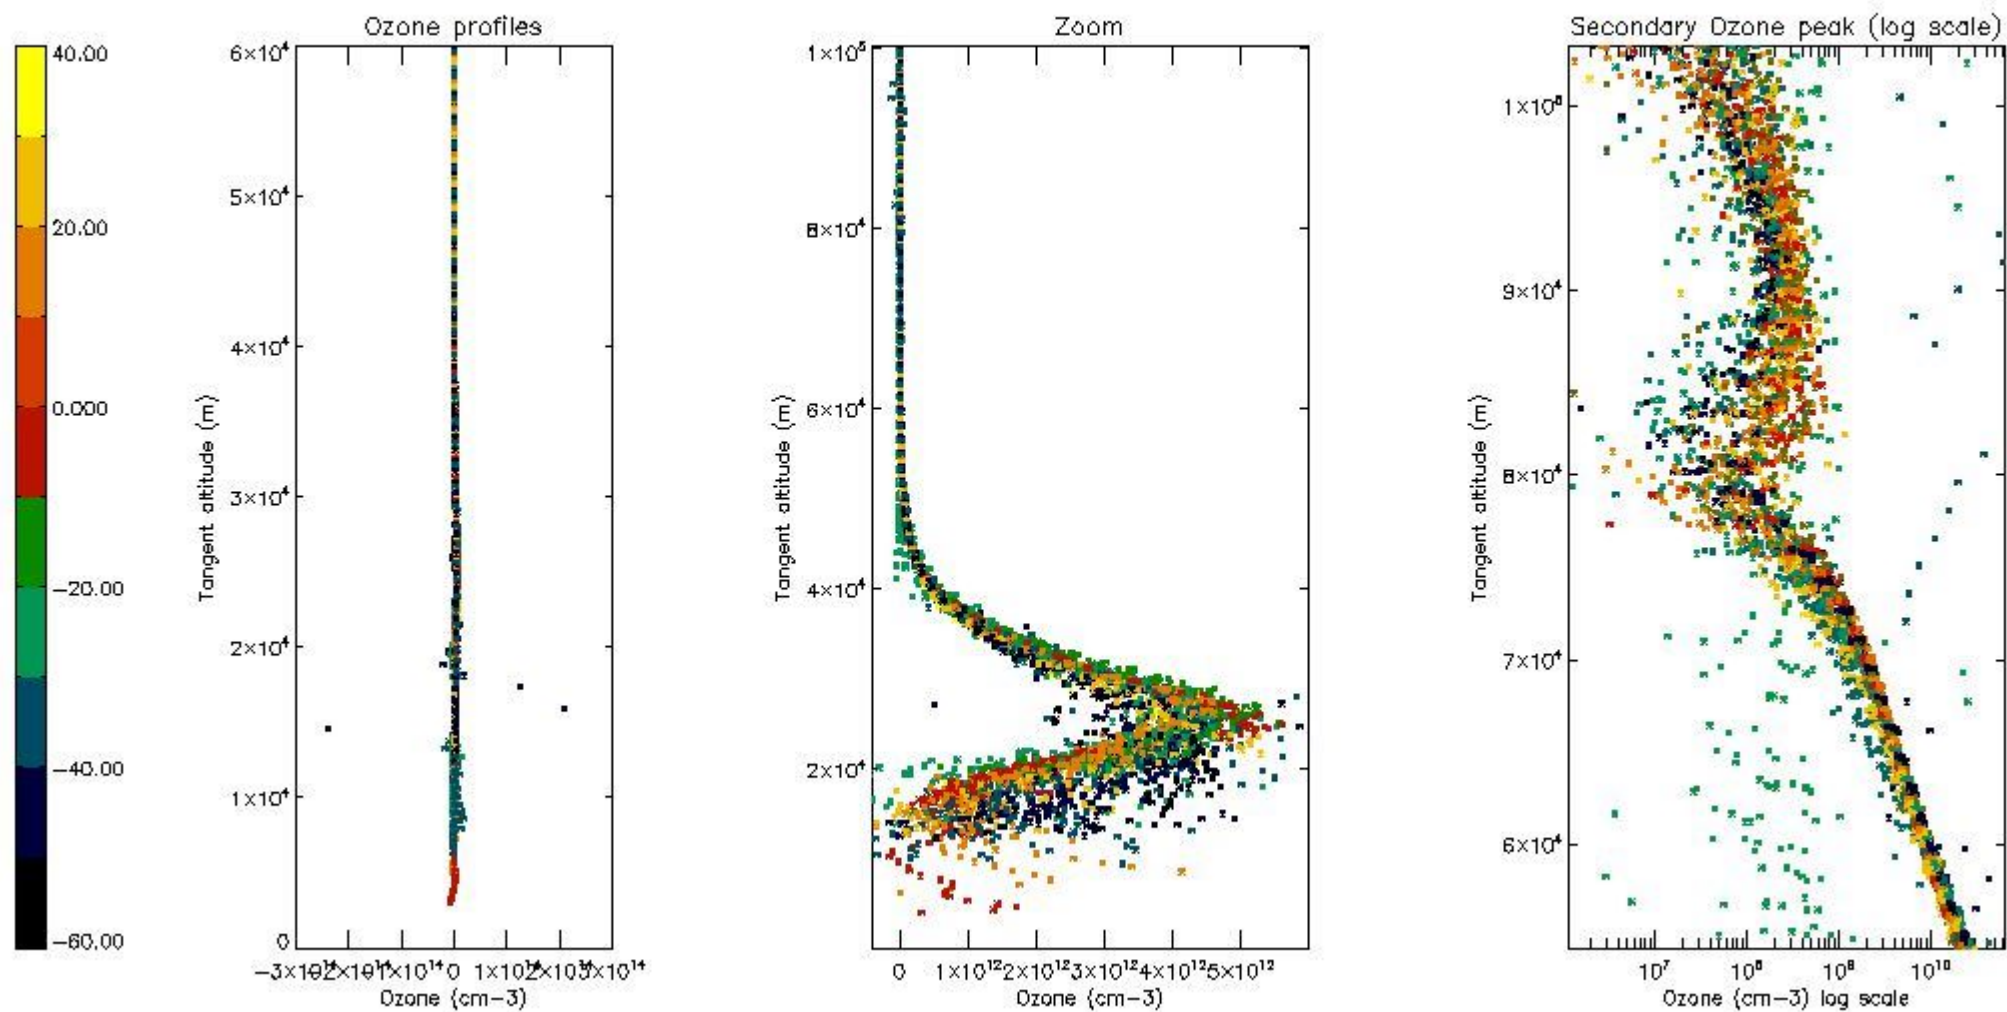 Ozone profiles
Zoom
Secondary Ozone peak (log scale)
40.00
20.00
0.000
-20.00
-40.00
-60.00
6×10⁴
5×10⁴
4×10⁴
3×10⁴
2×10⁴
1×10⁴
0
Tangent altitude (m)
0
Ozone (cm-3)
1×10⁵
8×10⁴
6×10⁴
4×10⁴
2×10⁴
Tangent altitude (m)
0 1×10¹² 2×10¹² 3×10¹² 4×10¹² 5×10¹²
Ozone (cm-3)
9×10⁴
8×10⁴
7×10⁴
6×10⁴
Tangent altitude (m)
10⁷ 10¹⁰
Ozone (cm-3) log scale